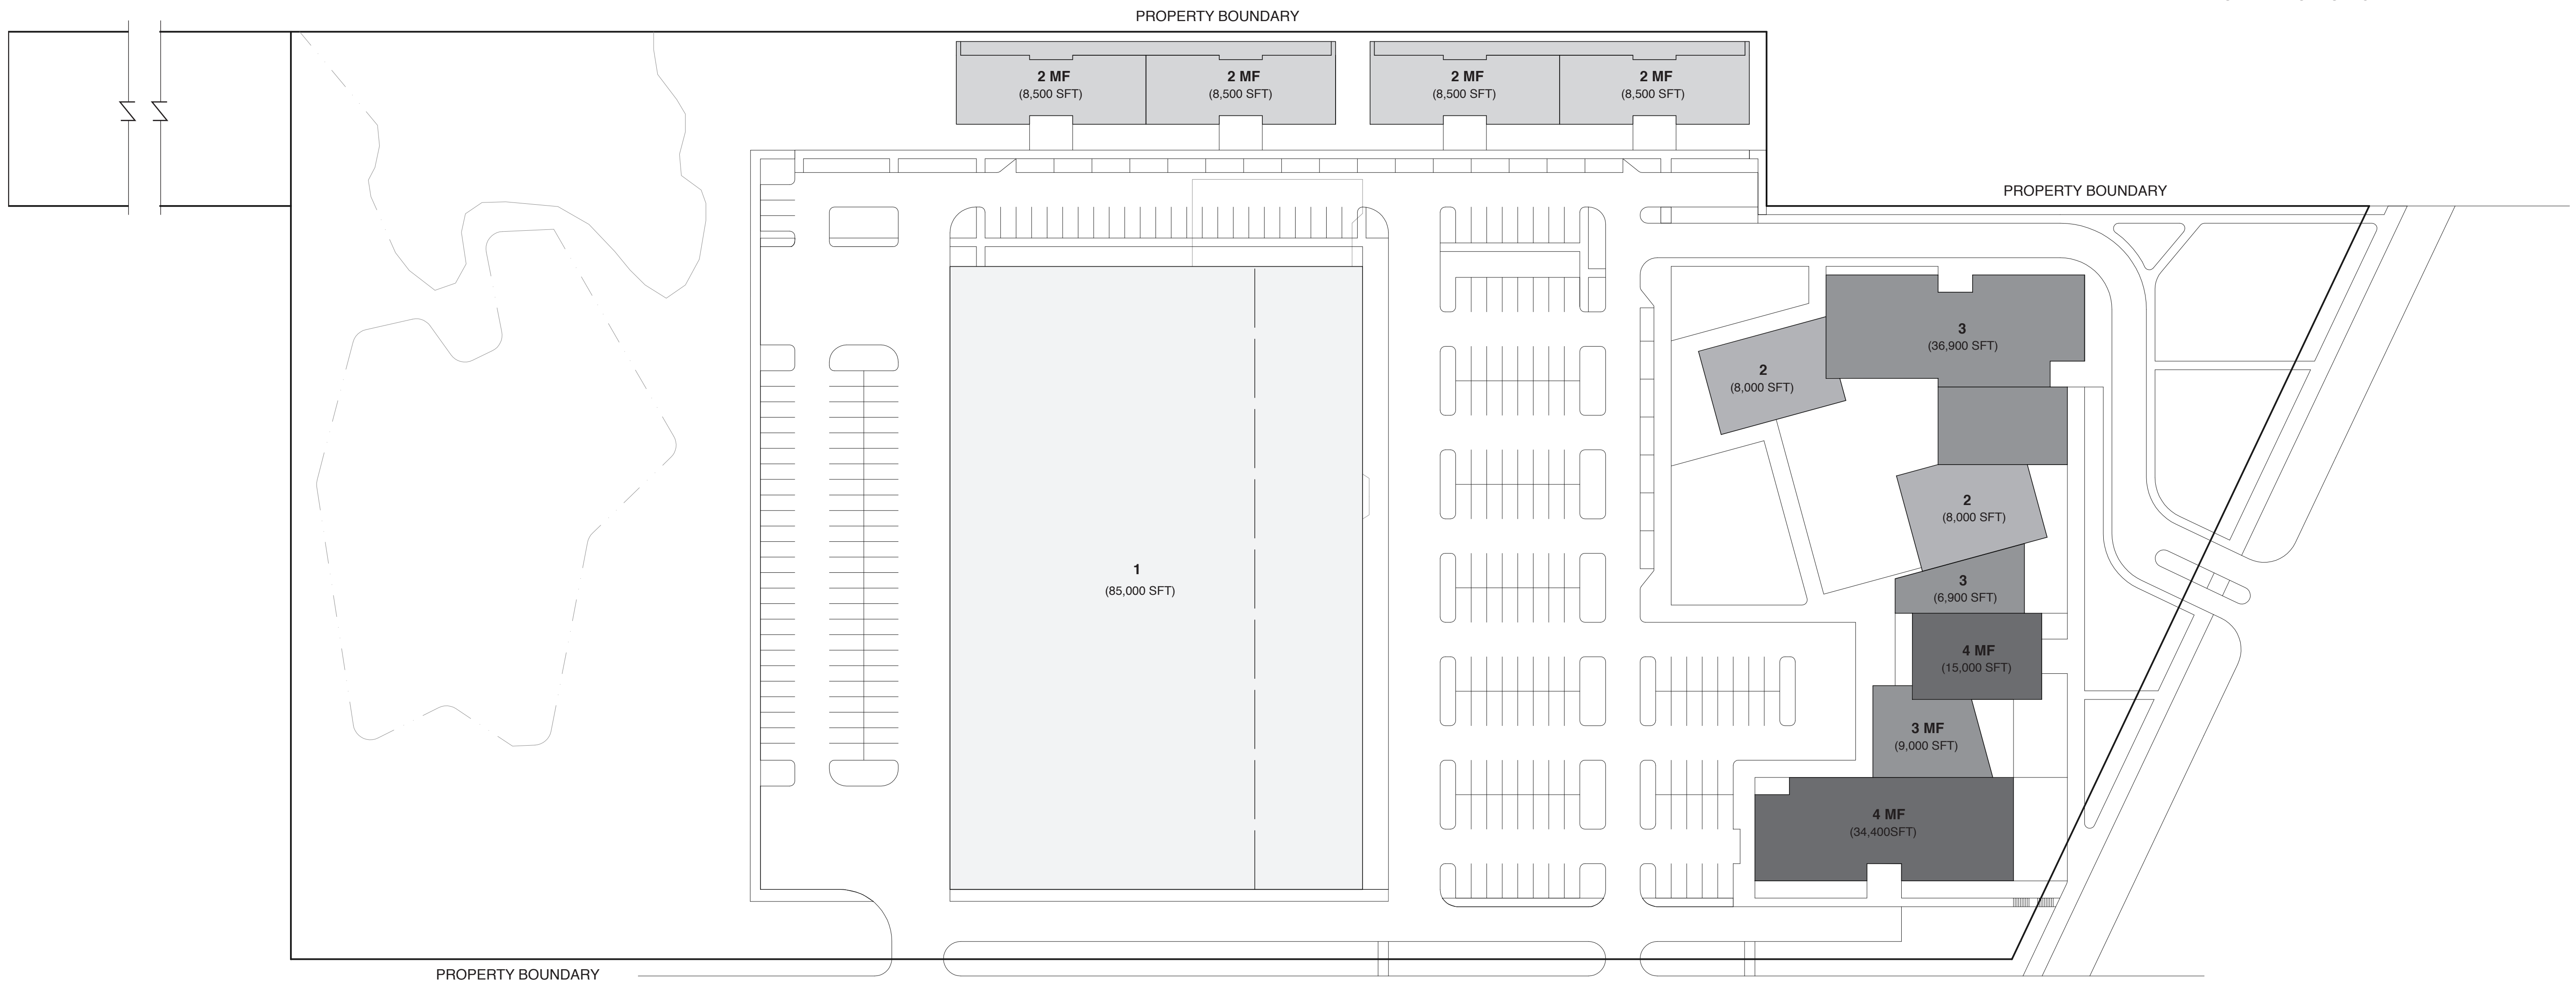 PROPERTY BOUNDARY
2 MF
(8,500 SFT)
2 MF
(8,500 SFT)
2 MF
(8,500 SFT)
2 MF
(8,500 SFT)
PROPERTY BOUNDARY
3
(36,900 SFT)
2
(8,000 SFT)
2
(8,000 SFT)
1
(85,000 SFT)
3
(6,900 SFT)
4 MF
(15,000 SFT)
3 MF
(9,000 SFT)
4 MF
(34,400SFT)
PROPERTY BOUNDARY